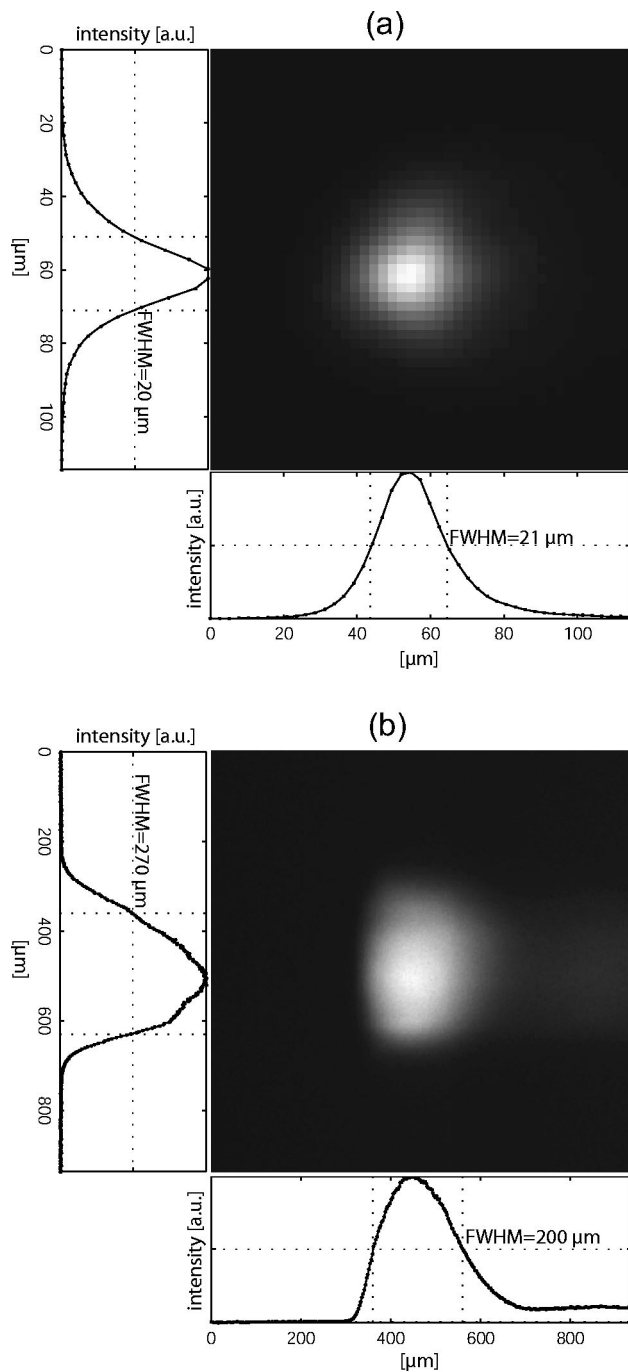 (a)
intensity [a.u.]
0
20
40
60
80
100
[µm]
FWHM=20 µm
intensity [a.u.]
FWHM=21 µm
0 20 40 60 80 100
[µm]
(b)
intensity [a.u.]
0
200
400
600
800
[µm]
FWHM=270 µm
intensity [a.u.]
FWHM=200 µm
0 200 400 600 800
[µm]